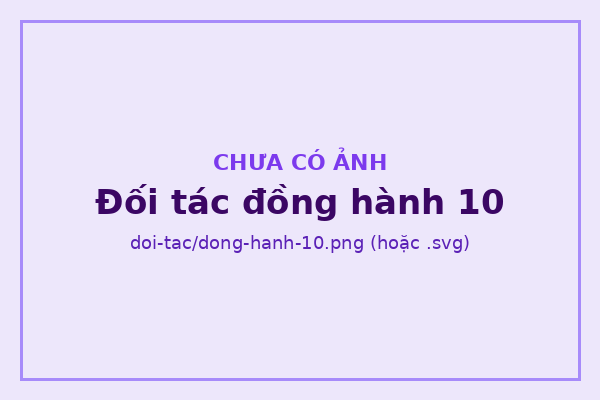 CHƯA CÓ ẢNH
Đối tác đồng hành 10
doi-tac/dong-hanh-10.png (hoặc .svg)